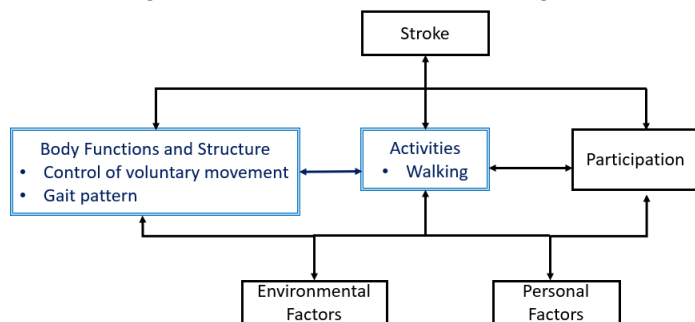 Stroke
Body Functions and Structure
• Control of voluntary movement
• Gait pattern
Activities
• Walking
Participation
Environmental
Factors
Personal
Factors